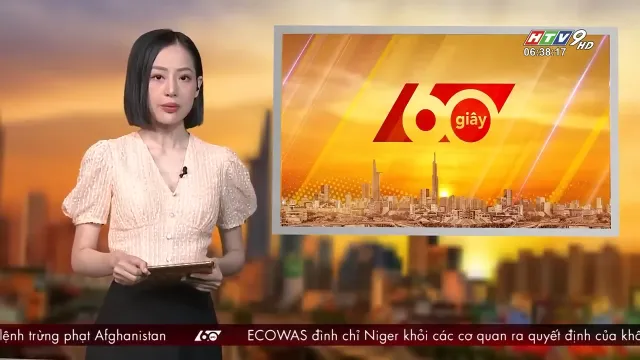 HTV9 HD
06:38:17
60 giây
lệnh trừng phạt Afghanistan 60 ECOWAS đình chỉ Niger khỏi các cơ quan ra quyết định của khố